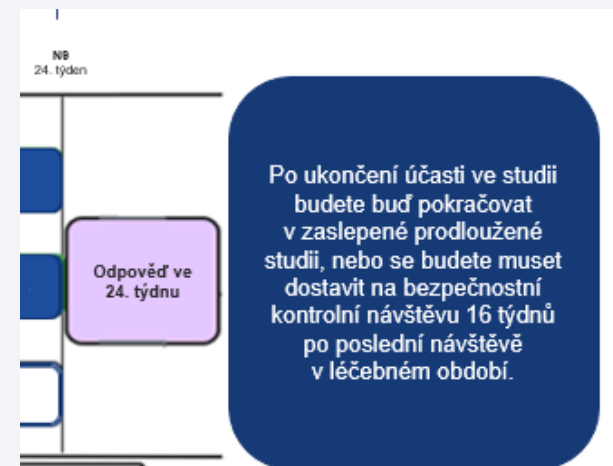 N9
24. týden
Odpověď ve
24. týdnu
Po ukončení účasti ve studii
budete buď pokračovat
v zaslepené prodloužené
studii, nebo se budete muset
dostavit na bezpečnostní
kontrolní návštěvu 16 týdnů
po poslední návštěvě
v léčebném období.